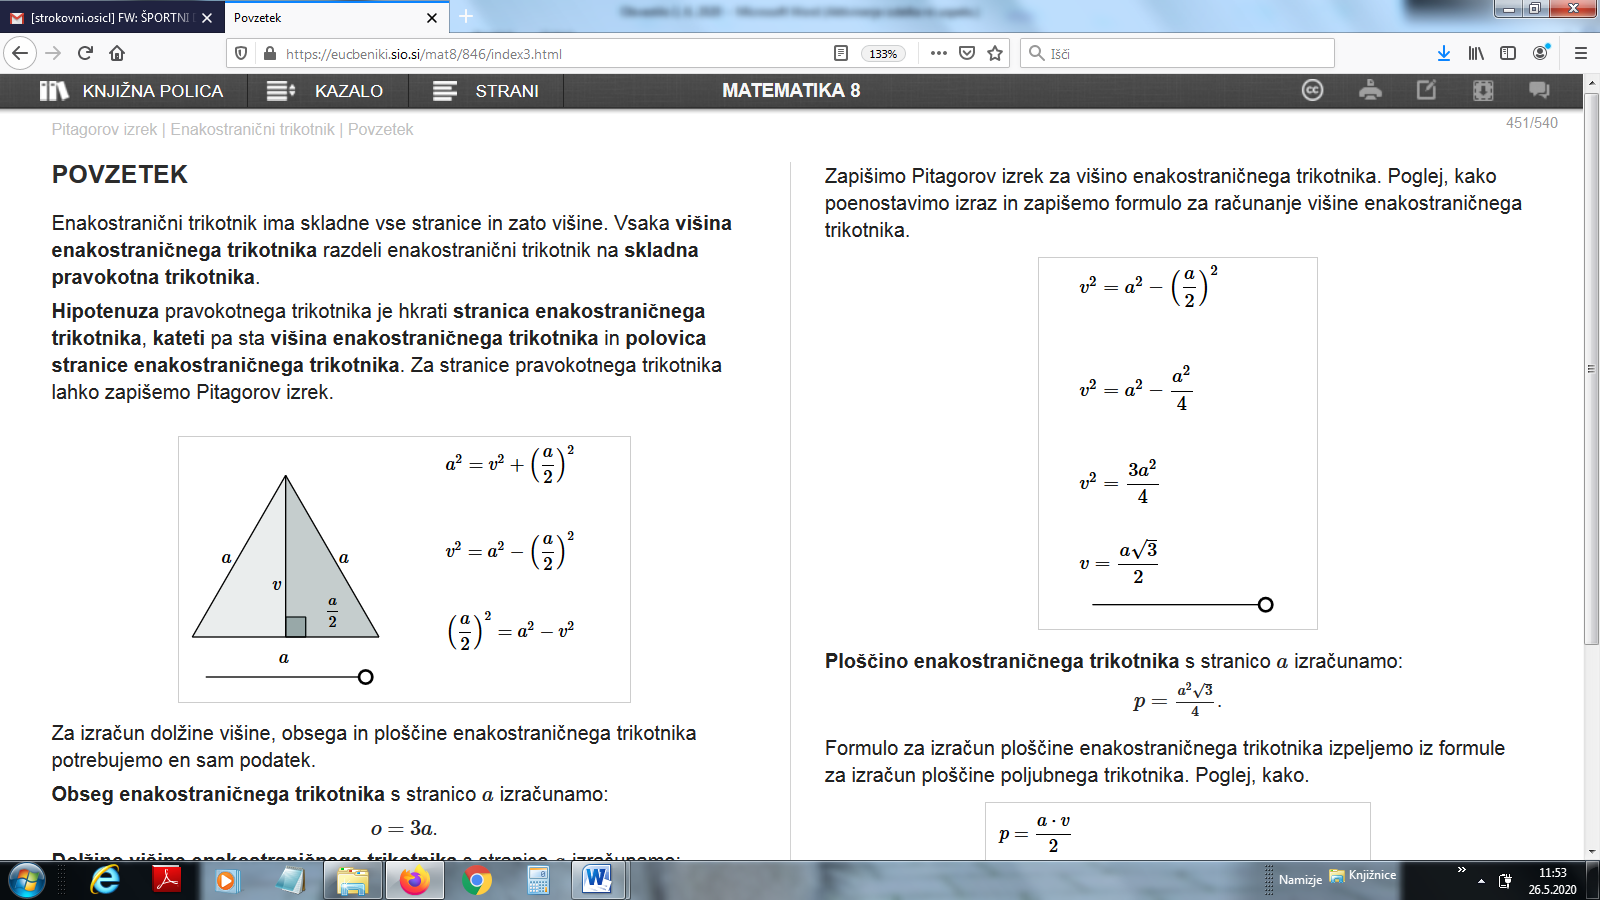 [strokovni.osicl] FW: ŠPORTNI
Povzetek
https://eucbeniki.sio.si/mat8/846/index3.html
133%
Išči
KNJIŽNA POLICA
KAZALO
STRANI
MATEMATIKA 8
Pitagorov izrek | Enakostranični trikotnik | Povzetek
451/540
POVZETEK
Enakostranični trikotnik ima skladne vse stranice in zato višine. Vsaka višina
enakostraničnega trikotnika razdeli enakostranični trikotnik na skladna
pravokotna trikotnika.
Hipotenuza pravokotnega trikotnika je hkrati stranica enakostraničnega
trikotnika, kateti pa sta višina enakostraničnega trikotnika in polovica
stranice enakostraničnega trikotnika. Za stranice pravokotnega trikotnika
lahko zapišemo Pitagorov izrek.
a
a
v
a/2
a
a² = v² + (a/2)²
v² = a² − (a/2)²
(a/2)² = a² − v²
Za izračun dolžine višine, obsega in ploščine enakostraničnega trikotnika
potrebujemo en sam podatek.
Obseg enakostraničnega trikotnika s stranico a izračunamo:
o = 3a.
Dolžino višine enakostraničnega trikotnika s stranico a izračunamo:
Zapišimo Pitagorov izrek za višino enakostraničnega trikotnika. Poglej, kako
poenostavimo izraz in zapišemo formulo za računanje višine enakostraničnega
trikotnika.
v² = a² − (a/2)²
v² = a² − a²/4
v² = 3a²/4
v = a√3/2
Ploščino enakostraničnega trikotnika s stranico a izračunamo:
p = a²√3/4.
Formulo za izračun ploščine enakostraničnega trikotnika izpeljemo iz formule
za izračun ploščine poljubnega trikotnika. Poglej, kako.
p = a · v/2
Namizje
Knjižnice
11:53
26.5.2020